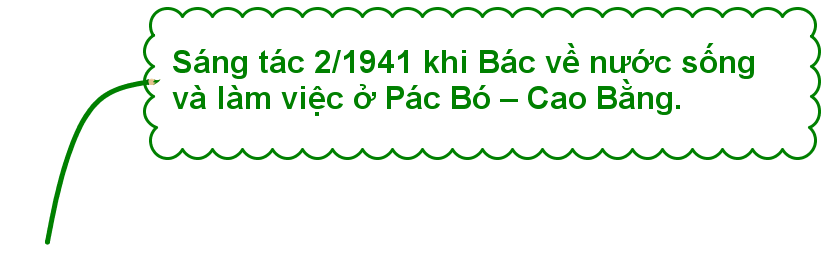 Sáng tác 2/1941 khi Bác về nước sống
và làm việc ở Pác Bó – Cao Bằng.